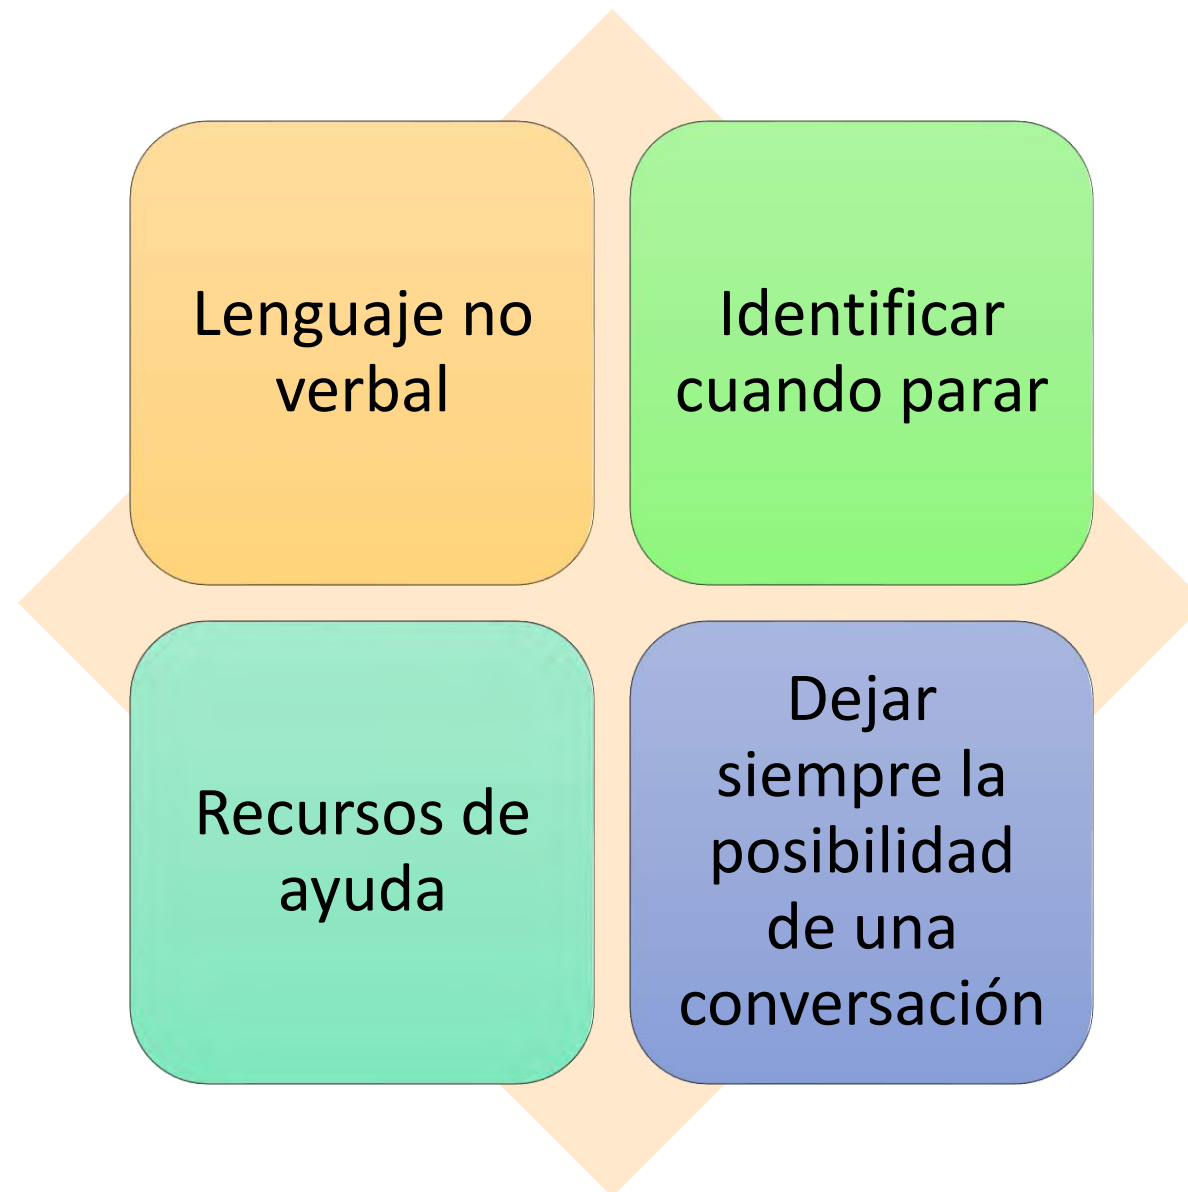 Lenguaje no
verbal
Identificar
cuando parar
Recursos de
ayuda
Dejar
siempre la
posibilidad
de una
conversación